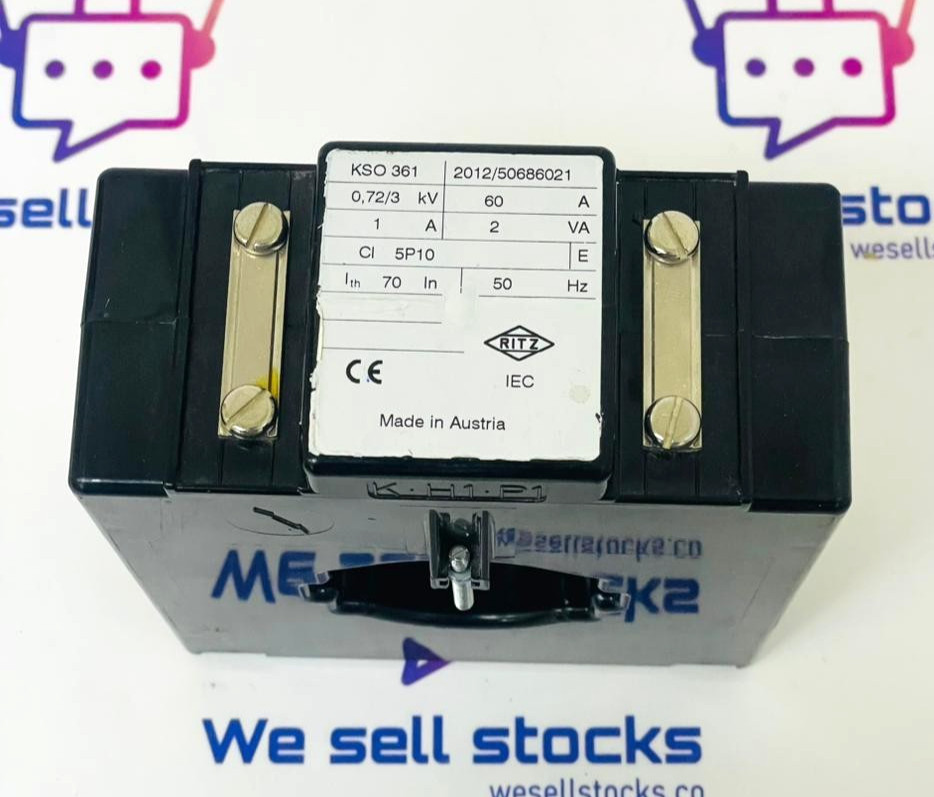 sell
sto
wesells
KSO 361 2012/50686021
0,72/3 kV 60 A
1 A 2 VA
Cl 5P10 E
Ith 70 In 50 Hz
RITZ
CE
IEC
Made in Austria
K·H1·P1
We sell stocks
wesellstocks.co